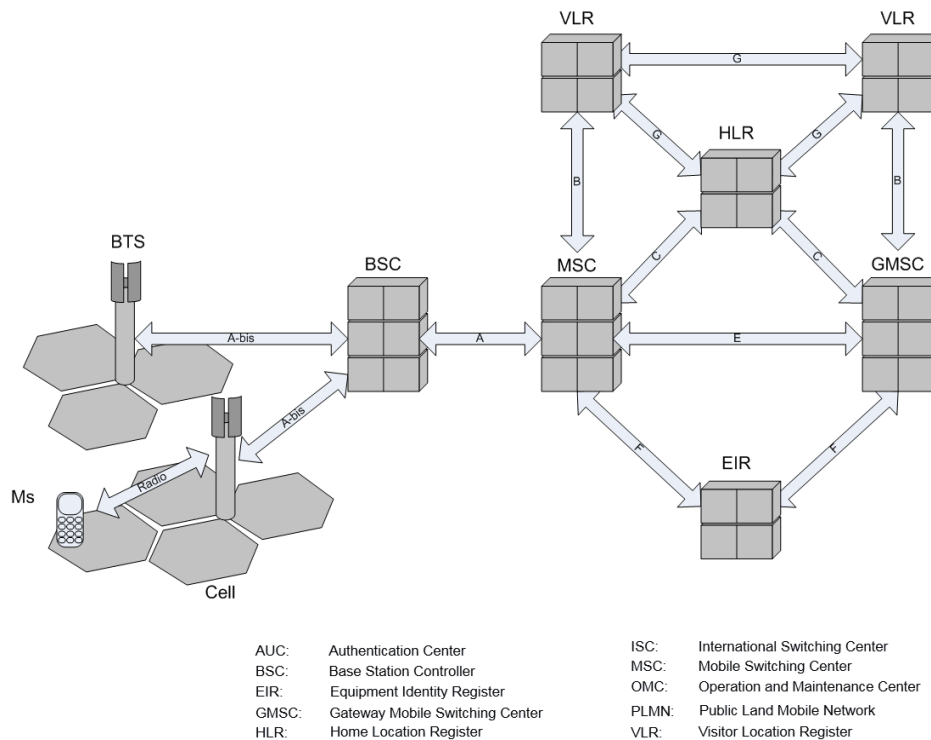 VLR
VLR
G
G
G
HLR
B
B
BTS
BSC
MSC
C
C
GMSC
A-bis
A
E
A-bis
F
F
EIR
Radio
Ms
Cell
AUC: Authentication Center
BSC: Base Station Controller
EIR: Equipment Identity Register
GMSC: Gateway Mobile Switching Center
HLR: Home Location Register
ISC: International Switching Center
MSC: Mobile Switching Center
OMC: Operation and Maintenance Center
PLMN: Public Land Mobile Network
VLR: Visitor Location Register